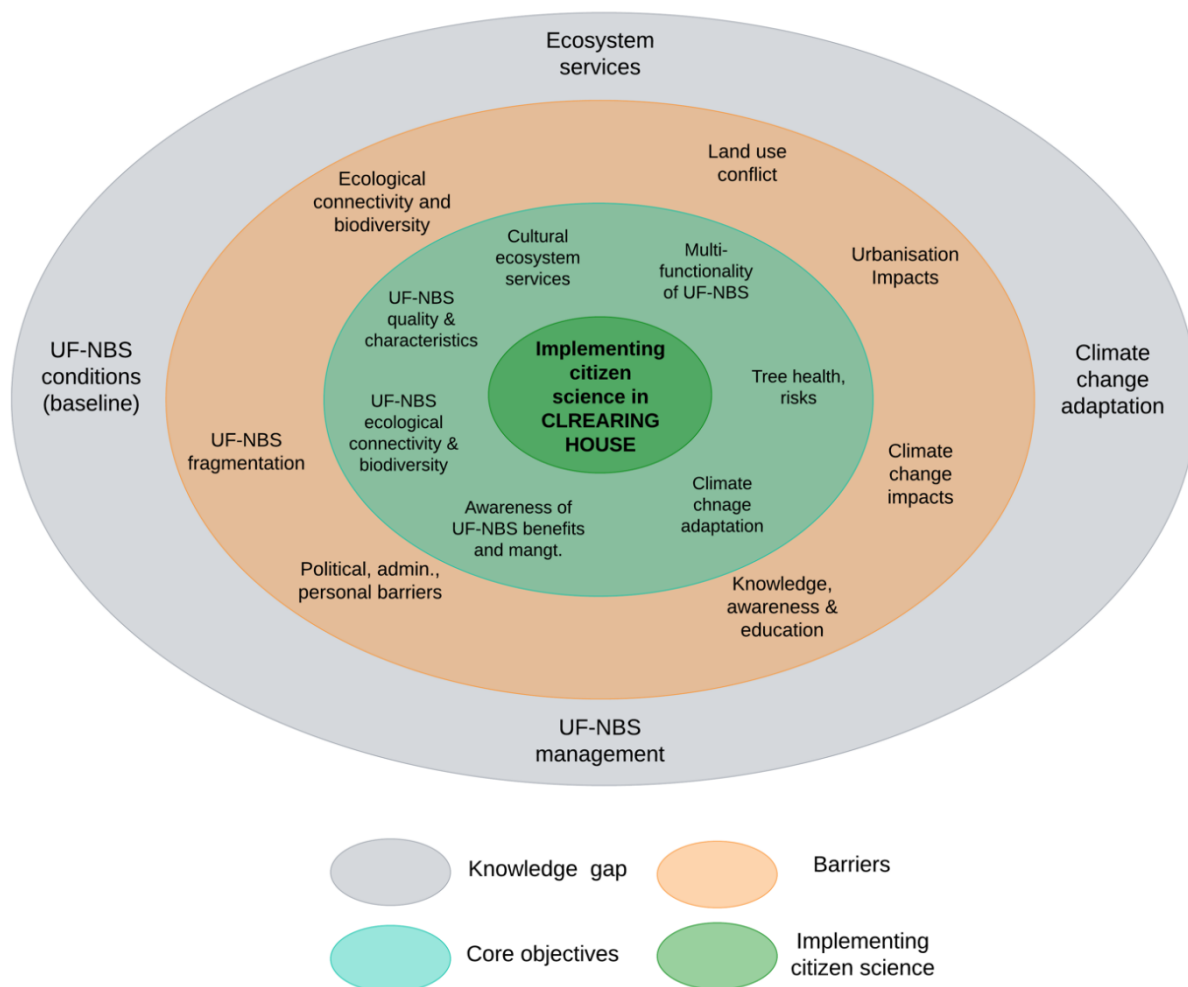 Ecosystem
services
Land use
conflict
Ecological
connectivity and
biodiversity
Cultural
ecosystem
services
Multi-
functionality
of UF-NBS
Urbanisation
Impacts
UF-NBS
quality &
characteristics
UF-NBS
conditions
(baseline)
Implementing
citizen
science in
CLREARING
HOUSE
Climate
change
adaptation
Tree health,
risks
UF-NBS
ecological
connectivity &
biodiversity
UF-NBS
fragmentation
Climate
change
impacts
Climate
chnage
adaptation
Awareness of
UF-NBS benefits
and mangt.
Political, admin.,
personal barriers
Knowledge,
awareness &
education
UF-NBS
management
Knowledge gap
Barriers
Core objectives
Implementing
citizen science